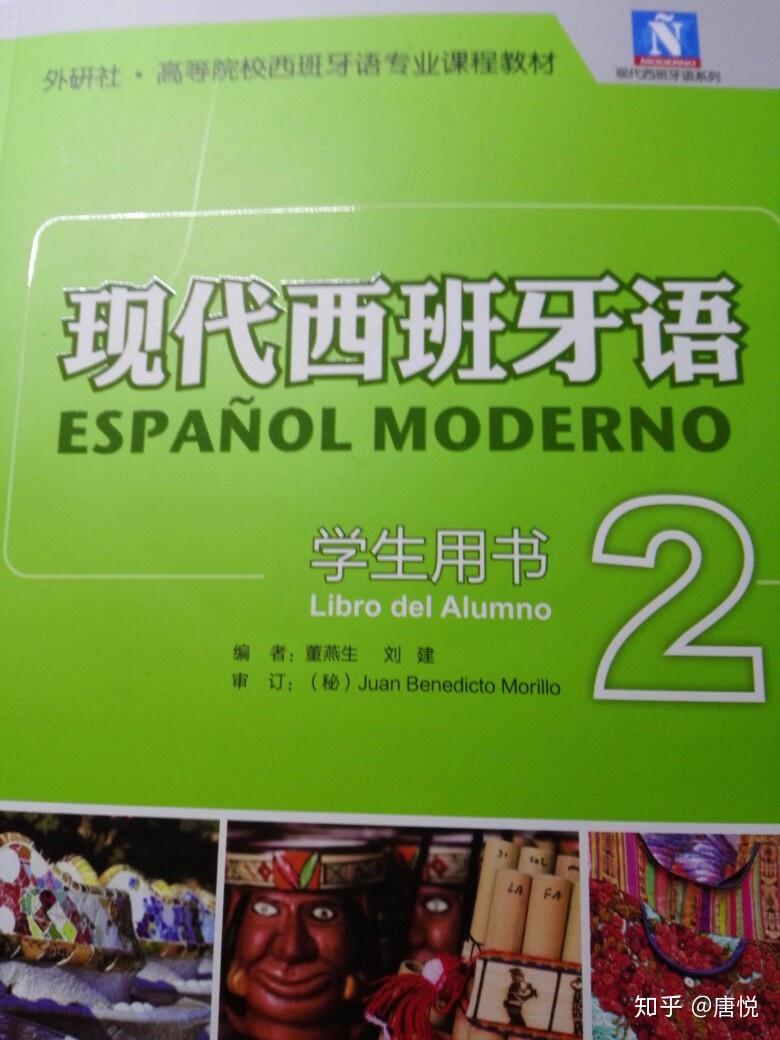 外研社·高等院校西班牙语专业课程教材
Ñ
MODERNO
现代西班牙语系列
现代西班牙语
ESPAÑOL MODERNO
学生用书
Libro del Alumno
2
编 者：董燕生 刘 建
审 订：（秘）Juan Benedicto Morillo
SI SOL
LA FA
知乎 @唐悦